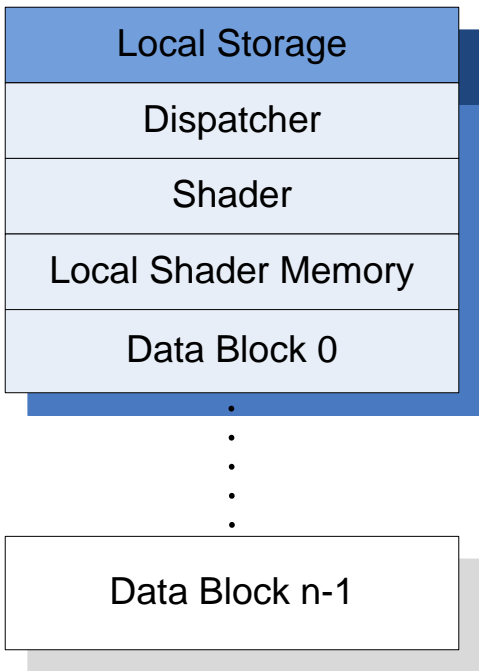 Local Storage
Dispatcher
Shader
Local Shader Memory
Data Block 0
Data Block n-1